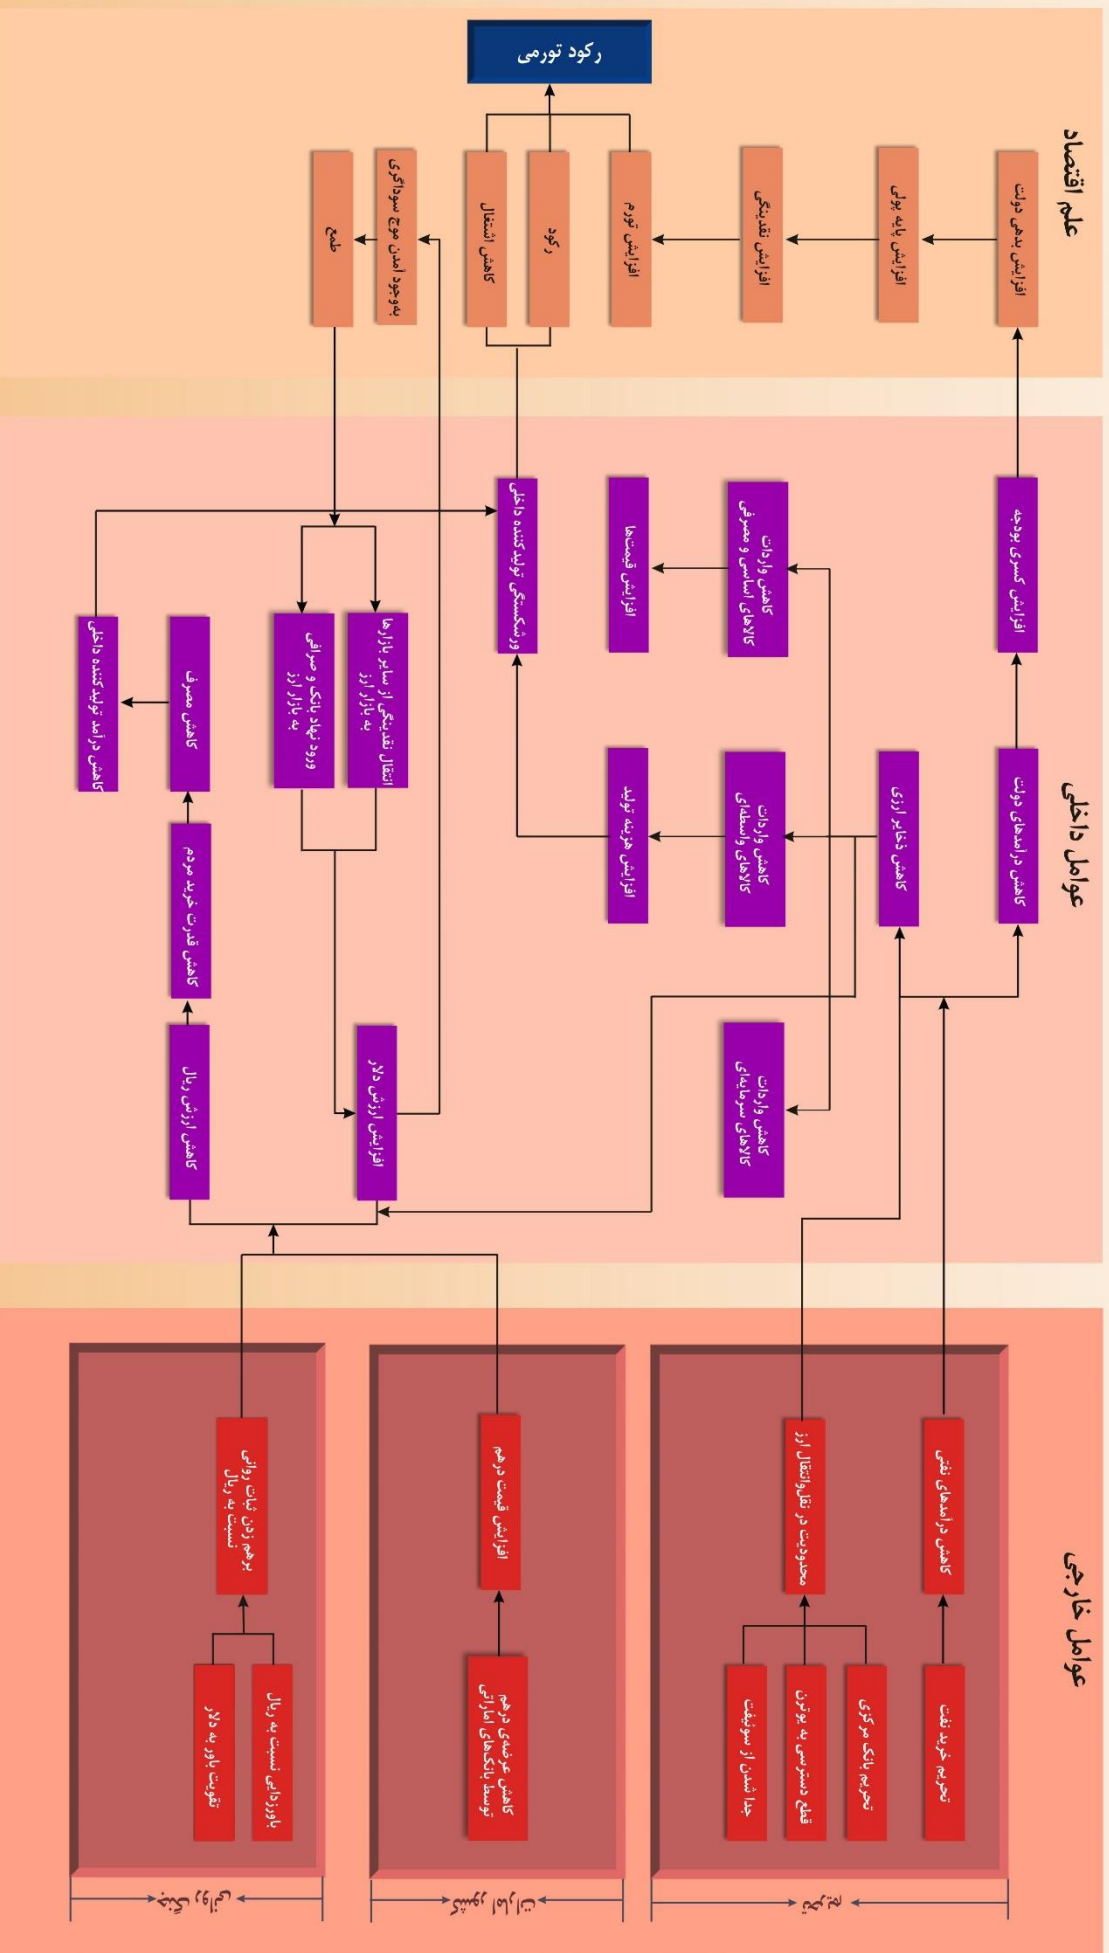 رکود تورمی
علم اقتصاد
افزایش بدهی دولت
افزایش پایه پولی
افزایش نقدینگی
افزایش تورم
رکود
کاهش اشتغال
به‌وجود آمدن موج سوداگری
طمع
عوامل داخلی
افزایش کسری بودجه
کاهش واردات
کالاهای اساسی و مصرفی
افزایش قیمت‌ها
ورشکستگی تولیدکننده داخلی
کاهش درآمدهای دولت
کاهش ذخایر ارزی
کاهش واردات
کالاهای واسطه‌ای
افزایش هزینه تولید
انتقال نقدینگی از سایر بازارها
به بازار ارز
ورود نهاد بانک و صرافی
به بازار ارز
کاهش مصرف
کاهش درآمد تولیدکننده داخلی
کاهش قدرت خرید مردم
کاهش واردات
کالاهای سرمایه‌ای
افزایش ارزش دلار
کاهش ارزش ریال
عوامل خارجی
کاهش درآمدهای نفتی
محدودیت در نقل‌وانتقال ارز
افزایش قیمت درهم
برهم زدن ثبات روانی
نسبت به ریال
تحریم خرید نفت
تحریم بانک مرکزی
قطع دسترسی به یوترن
جدا شدن از سوئیفت
کاهش عرضه‌ی درهم
توسط بانک‌های اماراتی
باورزدایی نسبت به ریال
تقویت باور به دلار
تحریم
کشور امارات
جنگ روانی